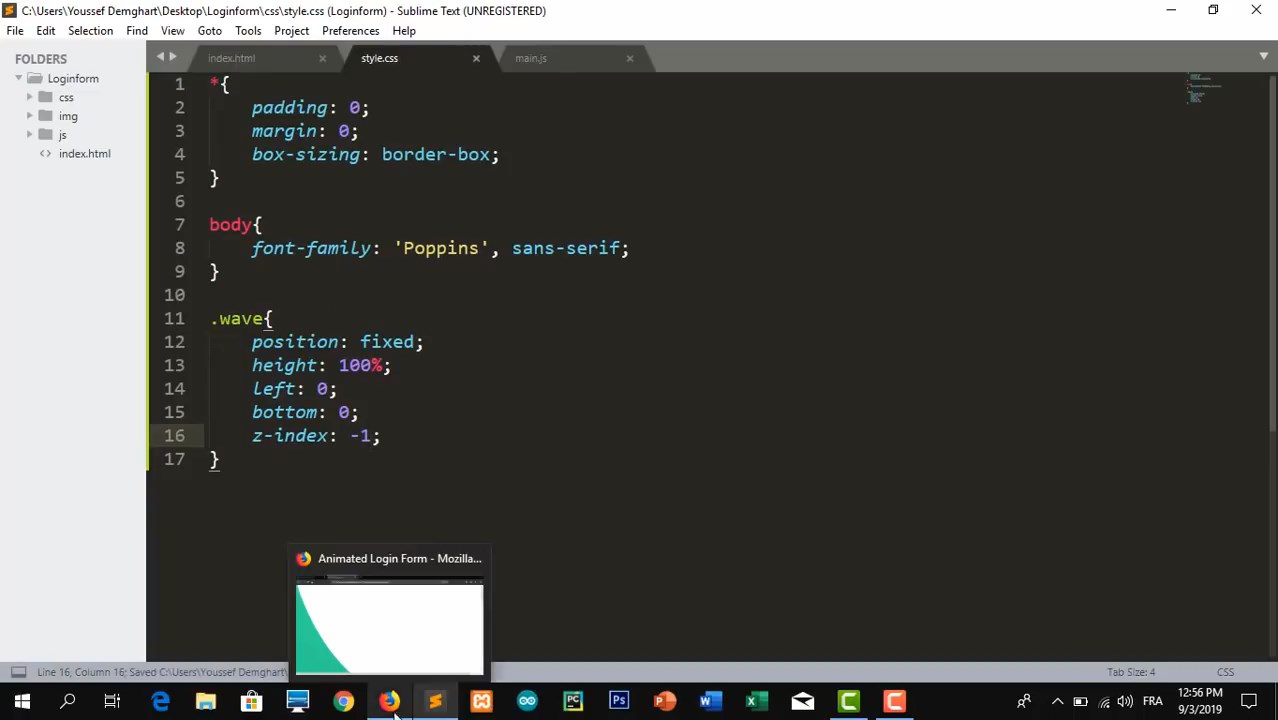 C:\Users\Youssef Demghart\Desktop\Loginform\css\style.css (Loginform) - Sublime Text (UNREGISTERED)
File Edit Selection Find View Goto Tools Project Preferences Help
FOLDERS
Loginform
css
img
js
index.html
index.html style.css main.js
1 *{
2 padding: 0;
3 margin: 0;
4 box-sizing: border-box;
5 }
6
7 body{
8 font-family: 'Poppins', sans-serif;
9 }
10
11 .wave{
12 position: fixed;
13 height: 100%;
14 left: 0;
15 bottom: 0;
16 z-index: -1;
17 }
Animated Login Form - Mozilla...
Line 16, Column 16; Saved C:\Users\Youssef Demghart\Desktop\ Tab Size: 4 CSS
FRA 12:56 PM
9/3/2019